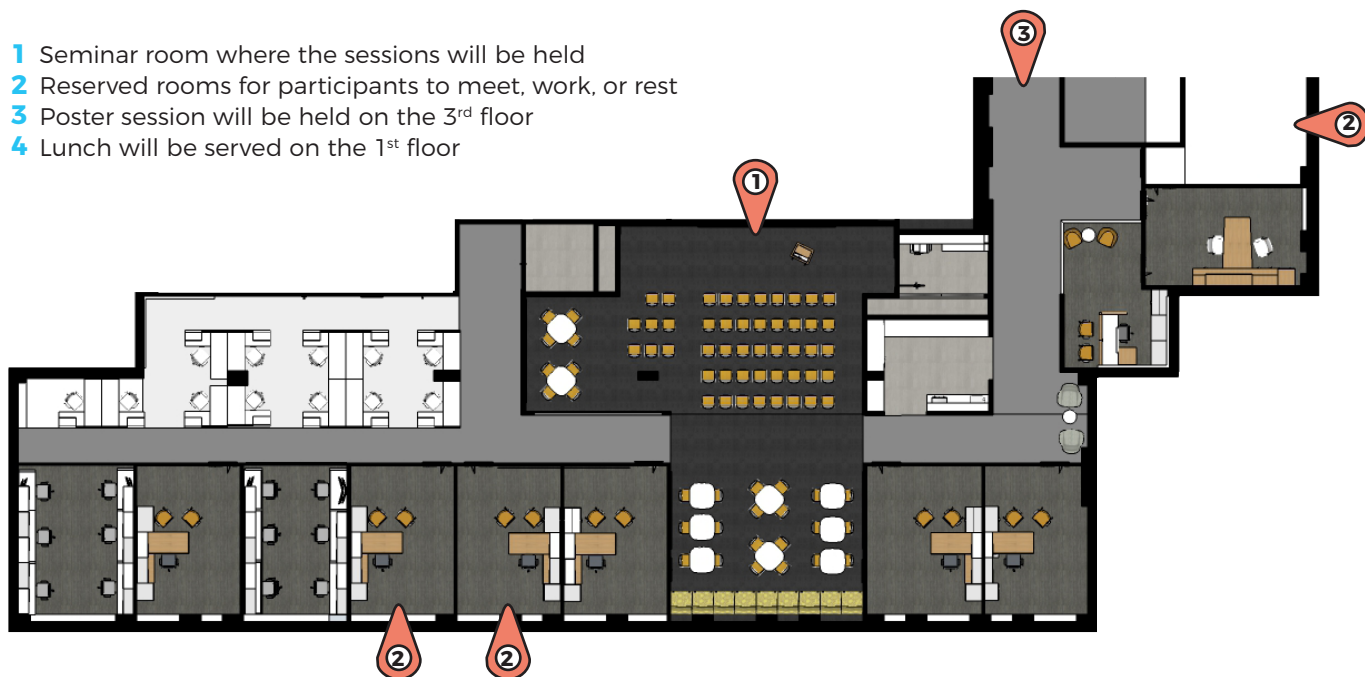 1 Seminar room where the sessions will be held
2 Reserved rooms for participants to meet, work, or rest
3 Poster session will be held on the 3rd floor
4 Lunch will be served on the 1st floor
3
2
1
2
2